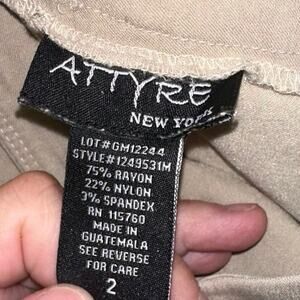 ATTYRE
NEW YORK
LOT#GM12244
STYLE#1249531M
75% RAYON
22% NYLON
3% SPANDEX
RN 115760
MADE IN
GUATEMALA
SEE REVERSE
FOR CARE
2